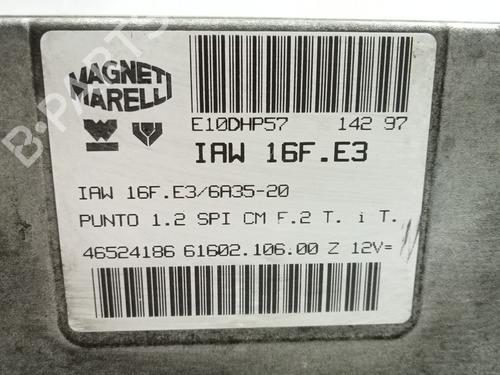 MAGNETI
MARELLI
E10DHP57 142 97
IAW 16F.E3
IAW 16F.E3/6A35-20
PUNTO 1.2 SPI CM F.2 T. i T.
46524186 61602.106.00 Z 12V=
B-PARTS